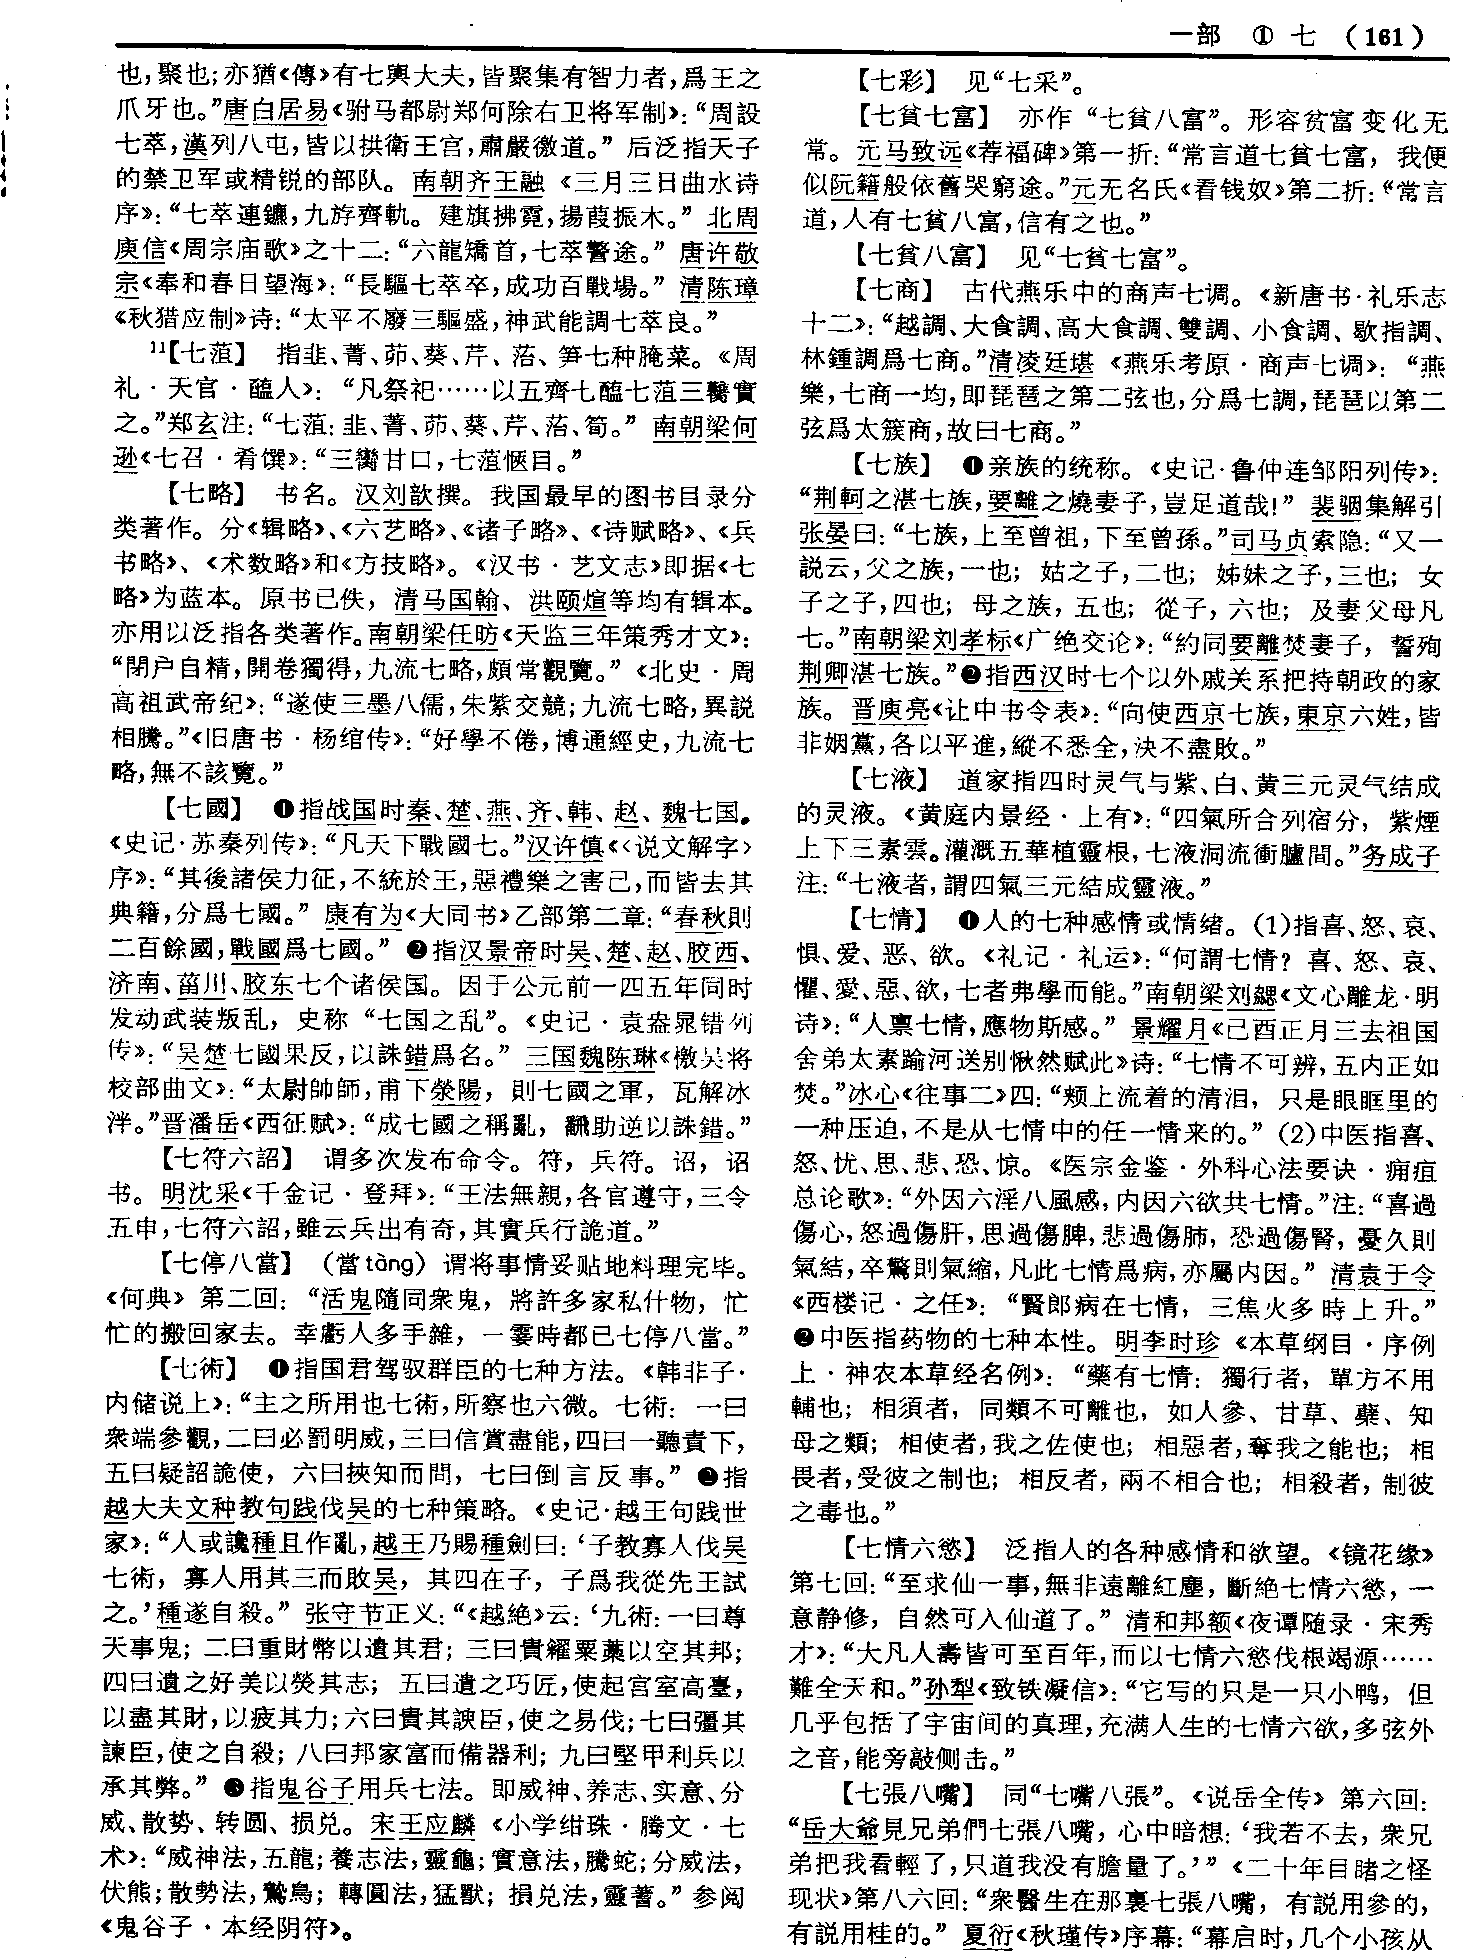 一部 ① 七 (161)
也,聚也;亦猶《傳》有七輿大夫,皆聚集有智力者,爲王之
爪牙也。”唐白居易《驸马都尉郑何除右卫将军制》:“周設
七萃,漢列八屯,皆以拱衛王宫,肅嚴徼道。” 后泛指天子
的禁卫军或精锐的部队。南朝齐王融《三月三日曲水诗
序》:“七萃連鑣,九斿齊軌。建旗拂霓,揚葭振木。” 北周
庾信《周宗庙歌》之十二:“六龍矯首,七萃警途。” 唐许敬
宗《奉和春日望海》:“長驅七萃卒,成功百戰場。” 清陈璋
《秋猎应制》诗:“太平不廢三驅盛,神武能調七萃良。”
¹¹【七菹】 指韭、菁、茆、葵、芹、菭、笋七种腌菜。《周
礼·天官·醢人》:“凡祭祀……以五齊七醢七菹三臡實
之。”郑玄注:“七菹:韭、菁、茆、葵、芹、菭、筍。” 南朝梁何
逊《七召·肴馔》:“三臡甘口,七菹惬目。”
【七略】 书名。汉刘歆撰。我国最早的图书目录分
类著作。分《辑略》、《六艺略》、《诸子略》、《诗赋略》、《兵
书略》、《术数略》和《方技略》。《汉书·艺文志》即据《七
略》为蓝本。原书已佚,清马国翰、洪颐煊等均有辑本。
亦用以泛指各类著作。南朝梁任昉《天监三年策秀才文》:
“閉户自精,開卷獨得,九流七略,頗常觀覽。”《北史·周
高祖武帝纪》:“遂使三墨八儒,朱紫交競;九流七略,異説
相騰。”《旧唐书·杨绾传》:“好學不倦,博通經史,九流七
略,無不該覽。”
【七國】 ❶指战国时秦、楚、燕、齐、韩、赵、魏七国。
《史记·苏秦列传》:“凡天下戰國七。”汉许慎《〈说文解字〉
序》:“其後諸侯力征,不統於王,惡禮樂之害己,而皆去其
典籍,分爲七國。” 康有为《大同书》乙部第二章:“春秋則
二百餘國,戰國爲七國。” ❷指汉景帝时吴、楚、赵、胶西、
济南、菑川、胶东七个诸侯国。因于公元前一四五年同时
发动武装叛乱,史称“七国之乱”。《史记·袁盎晁错列
传》:“吴楚七國果反,以誅錯爲名。” 三国魏陈琳《檄吴将
校部曲文》:“太尉帥師,甫下滎陽,則七國之軍,瓦解冰
泮。”晋潘岳《西征赋》:“成七國之稱亂,飜助逆以誅錯。”
【七符六詔】 谓多次发布命令。符,兵符。诏,诏
书。明沈采《千金记·登拜》:“王法無親,各官遵守,三令
五申,七符六詔,雖云兵出有奇,其實兵行詭道。”
【七停八當】 (當tàng)谓将事情妥贴地料理完毕。
《何典》第二回:“活鬼隨同衆鬼,將許多家私什物,忙
忙的搬回家去。幸虧人多手雜,一霎時都已七停八當。”
【七術】 ❶指国君驾驭群臣的七种方法。《韩非子·
内储说上》:“主之所用也七術,所察也六微。七術:一曰
衆端參觀,二曰必罰明威,三曰信賞盡能,四曰一聽責下,
五曰疑詔詭使,六曰挾知而問,七曰倒言反事。” ❷指
越大夫文种教句践伐吴的七种策略。《史记·越王句践世
家》:“人或讒種且作亂,越王乃賜種劍曰:‘子教寡人伐吴
七術,寡人用其三而敗吴,其四在子,子爲我從先王試
之。’種遂自殺。” 张守节正义:“《越絶》云:‘九術:一曰尊
天事鬼;二曰重財幣以遺其君;三曰貴糴粟藁以空其邦;
四曰遺之好美以熒其志;五曰遺之巧匠,使起宫室高臺,
以盡其財,以疲其力;六曰貴其諛臣,使之易伐;七曰彊其
諫臣,使之自殺;八曰邦家富而備器利;九曰堅甲利兵以
承其弊。” ❸指鬼谷子用兵七法。即威神、养志、实意、分
威、散势、转圆、损兑。宋王应麟《小学绀珠·腾文·七
术》:“威神法,五龍;養志法,靈龜;實意法,騰蛇;分威法,
伏熊;散勢法,鷙鳥;轉圓法,猛獸;損兑法,靈蓍。” 参阅
《鬼谷子·本经阴符》。
【七彩】 见“七采”。
【七貧七富】 亦作“七貧八富”。形容贫富变化无
常。元马致远《荐福碑》第一折:“常言道七貧七富,我便
似阮籍般依舊哭窮途。”元无名氏《看钱奴》第二折:“常言
道,人有七貧八富,信有之也。”
【七貧八富】 见“七貧七富”。
【七商】 古代燕乐中的商声七调。《新唐书·礼乐志
十二》:“越調、大食調、高大食調、雙調、小食調、歇指調、
林鍾調爲七商。”清凌廷堪《燕乐考原·商声七调》:“燕
樂,七商一均,即琵琶之第二弦也,分爲七調,琵琶以第二
弦爲太簇商,故曰七商。”
【七族】 ❶亲族的统称。《史记·鲁仲连邹阳列传》:
“荆軻之湛七族,要離之燒妻子,豈足道哉!” 裴骃集解引
张晏曰:“七族,上至曾祖,下至曾孫。”司马贞索隐:“又一
説云,父之族,一也;姑之子,二也;姊妹之子,三也;女
子之子,四也;母之族,五也;從子,六也;及妻父母凡
七。”南朝梁刘孝标《广绝交论》:“約同要離焚妻子,誓殉
荆卿湛七族。”❷指西汉时七个以外戚关系把持朝政的家
族。晋庾亮《让中书令表》:“向使西京七族,東京六姓,皆
非姻黨,各以平進,縱不悉全,決不盡敗。”
【七液】 道家指四时灵气与紫、白、黄三元灵气结成
的灵液。《黄庭内景经·上有》:“四氣所合列宿分,紫煙
上下三素雲。灌溉五華植靈根,七液洞流衝臚間。”务成子
注:“七液者,謂四氣三元結成靈液。”
【七情】 ❶人的七种感情或情绪。(1)指喜、怒、哀、
惧、爱、恶、欲。《礼记·礼运》:“何謂七情?喜、怒、哀、
懼、愛、惡、欲,七者弗學而能。”南朝梁刘勰《文心雕龙·明
诗》:“人禀七情,應物斯感。” 景耀月《己酉正月三去祖国
舍弟太素踰河送别愀然赋此》诗:“七情不可辨,五内正如
焚。”冰心《往事二》四:“颊上流着的清泪,只是眼眶里的
一种压迫,不是从七情中的任一情来的。” (2)中医指喜、
怒、忧、思、悲、恐、惊。《医宗金鉴·外科心法要诀·痈疽
总论歌》:“外因六淫八風感,内因六欲共七情。”注:“喜過
傷心,怒過傷肝,思過傷脾,悲過傷肺,恐過傷腎,憂久則
氣結,卒驚則氣縮,凡此七情爲病,亦屬内因。” 清袁于令
《西楼记·之任》:“賢郎病在七情,三焦火多時上升。”
❷中医指药物的七种本性。明李时珍《本草纲目·序例
上·神农本草经名例》:“藥有七情:獨行者,單方不用
輔也;相須者,同類不可離也,如人參、甘草、蘗、知
母之類;相使者,我之佐使也;相惡者,奪我之能也;相
畏者,受彼之制也;相反者,兩不相合也;相殺者,制彼
之毒也。”
【七情六慾】 泛指人的各种感情和欲望。《镜花缘》
第七回:“至求仙一事,無非遠離紅塵,斷絶七情六慾,一
意静修,自然可入仙道了。” 清和邦额《夜谭随录·宋秀
才》:“大凡人壽皆可至百年,而以七情六慾伐根竭源……
難全天和。”孙犁《致铁凝信》:“它写的只是一只小鸭,但
几乎包括了宇宙间的真理,充满人生的七情六欲,多弦外
之音,能旁敲侧击。”
【七張八嘴】 同“七嘴八張”。《说岳全传》第六回:
“岳大爺見兄弟們七張八嘴,心中暗想:‘我若不去,衆兄
弟把我看輕了,只道我没有膽量了。’”《二十年目睹之怪
现状》第八六回:“衆醫生在那裏七張八嘴,有説用參的,
有説用桂的。” 夏衍《秋瑾传》序幕:“幕启时,几个小孩从